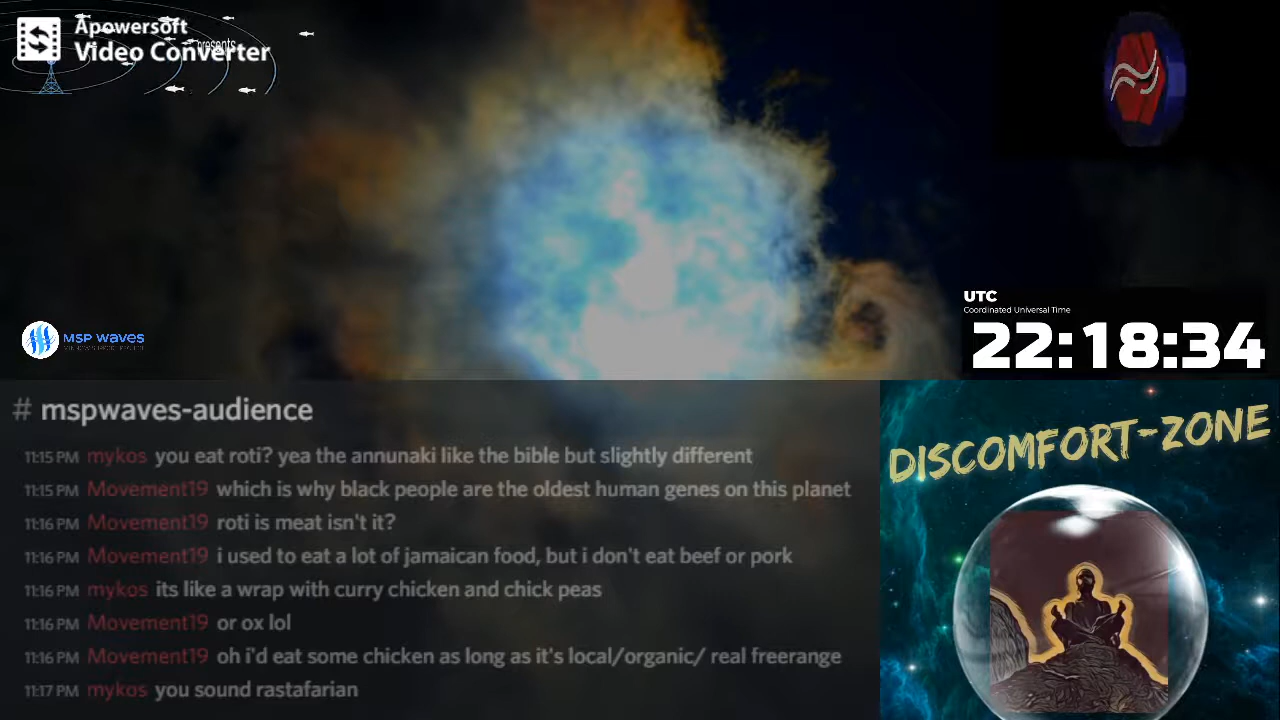 Apowersoft
presents
Video Converter
UTC
Coordinated Universal Time
22:18:34
MSP WAVES
# mspwaves-audience
11:15 PM mykos you eat roti? yea the annunaki like the bible but slightly different
11:15 PM Movement19 which is why black people are the oldest human genes on this planet
11:16 PM Movement19 roti is meat isn't it?
11:16 PM Movement19 i used to eat a lot of jamaican food, but i don't eat beef or pork
11:16 PM mykos its like a wrap with curry chicken and chick peas
11:16 PM Movement19 or ox lol
11:16 PM Movement19 oh i'd eat some chicken as long as it's local/organic/ real freerange
11:17 PM mykos you sound rastafarian
DISCOMFORT-ZONE